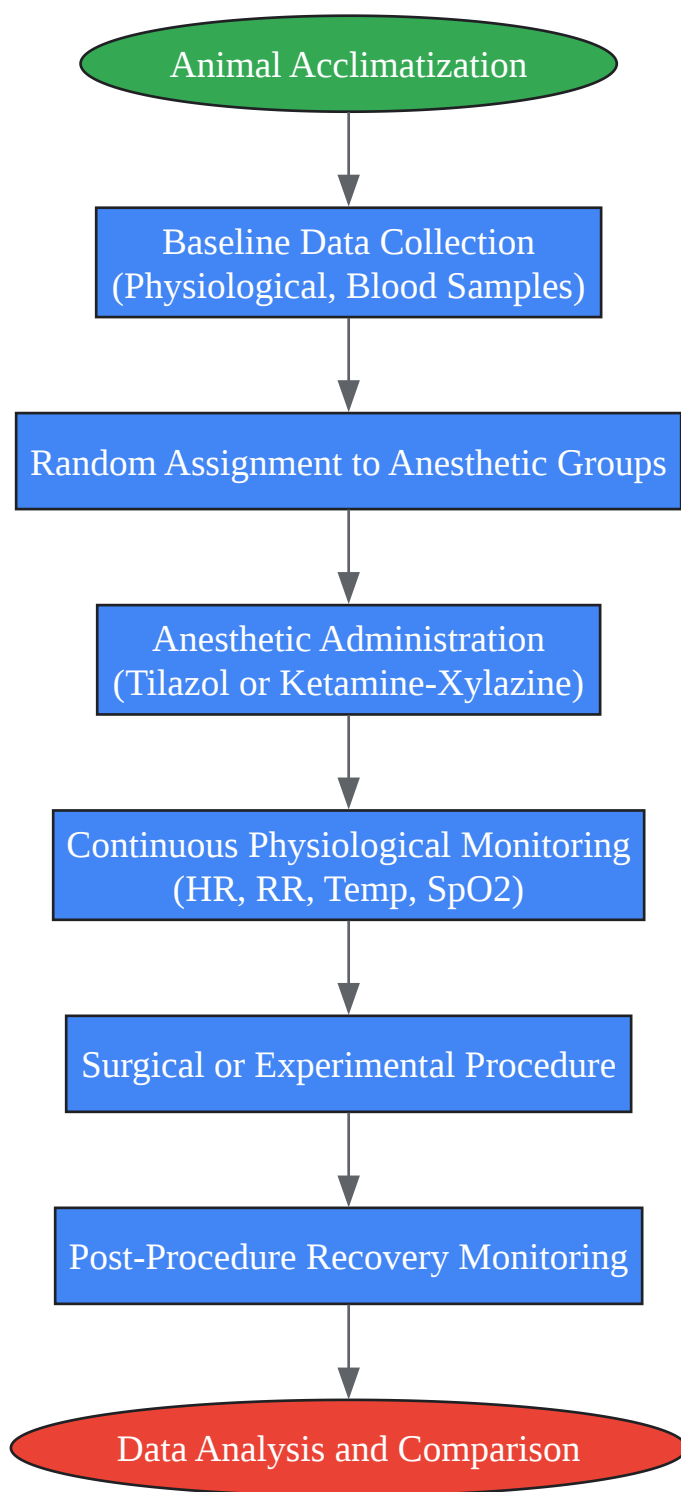 Animal Acclimatization
Baseline Data Collection
(Physiological, Blood Samples)
Random Assignment to Anesthetic Groups
Anesthetic Administration
(Tilazol or Ketamine-Xylazine)
Continuous Physiological Monitoring
(HR, RR, Temp, SpO2)
Surgical or Experimental Procedure
Post-Procedure Recovery Monitoring
Data Analysis and Comparison